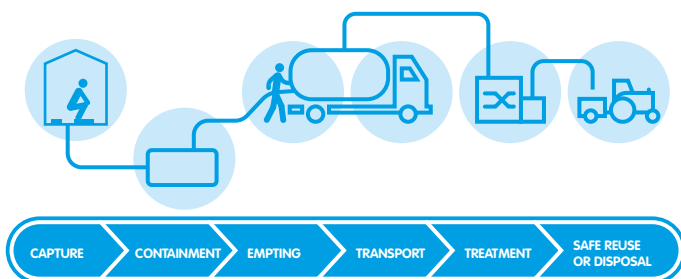 CAPTURE
CONTAINMENT
EMPTING
TRANSPORT
TREATMENT
SAFE REUSE
OR DISPOSAL